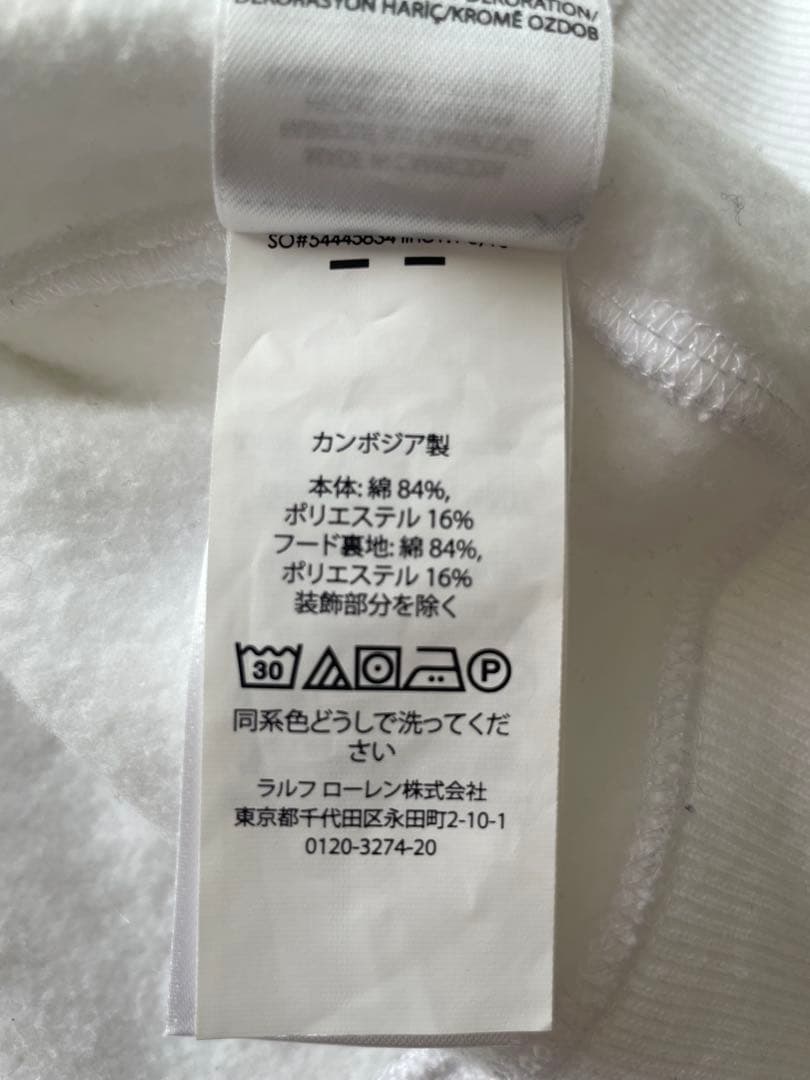 DEKORASYON HARİÇ/KROMĚ OZDOB
カンボジア製
本体: 綿 84%,
ポリエステル 16%
フード裏地: 綿 84%,
ポリエステル 16%
装飾部分を除く
30 P
同系色どうしで洗ってくだ
さい
ラルフ ローレン株式会社
東京都千代田区永田町2-10-1
0120-3274-20